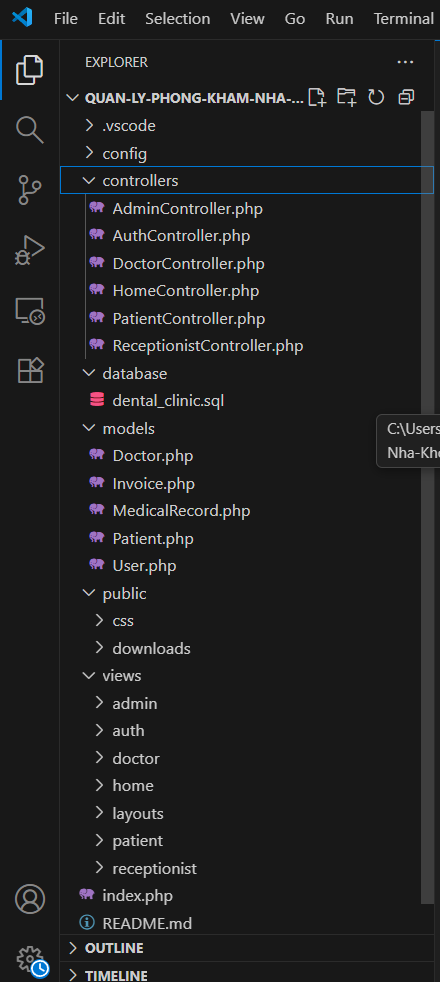 File Edit Selection View Go Run Terminal
EXPLORER
QUAN-LY-PHONG-KHAM-NHA-...
.vscode
config
controllers
AdminController.php
AuthController.php
DoctorController.php
HomeController.php
PatientController.php
ReceptionistController.php
database
dental_clinic.sql
models
C:\Users
Doctor.php
Nha-Kh
Invoice.php
MedicalRecord.php
Patient.php
User.php
public
css
downloads
views
admin
auth
doctor
home
layouts
patient
receptionist
index.php
README.md
OUTLINE
TIMELINE